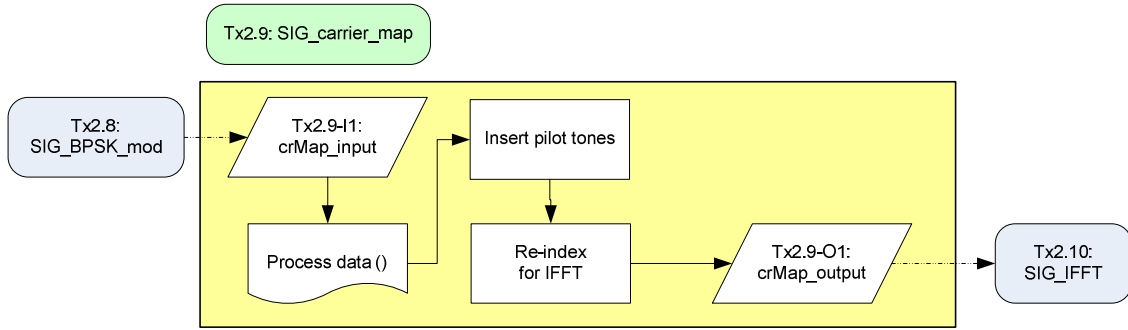 Tx2.9: SIG_carrier_map
Tx2.8:
SIG_BPSK_mod
Tx2.9-I1:
crMap_input
Process data ()
Insert pilot tones
Re-index
for IFFT
Tx2.9-O1:
crMap_output
Tx2.10:
SIG_IFFT